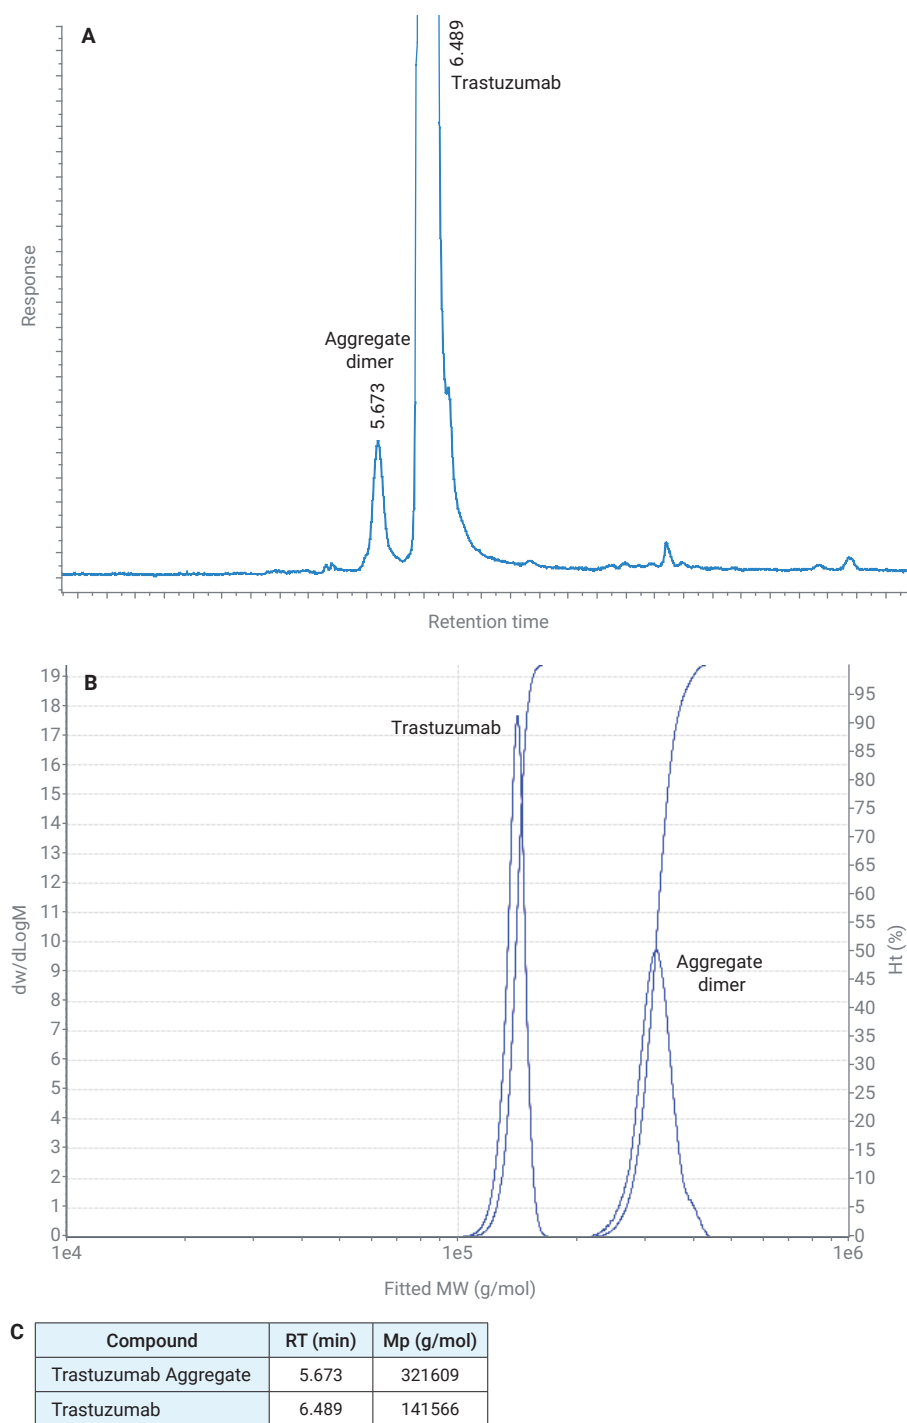 A
6.489
Trastuzumab
Aggregate
dimer
5.673
Response
Retention time
B
19
18
17
16
15
14
13
12
11
10
9
8
7
6
5
4
3
2
1
0
dw/dLogM
Trastuzumab
Aggregate
dimer
95
90
85
80
75
70
65
60
55
50
45
40
35
30
25
20
15
10
5
0
Ht (%)
1e4 1e5 1e6
Fitted MW (g/mol)
C
Compound RT (min) Mp (g/mol)
Trastuzumab Aggregate 5.673 321609
Trastuzumab 6.489 141566